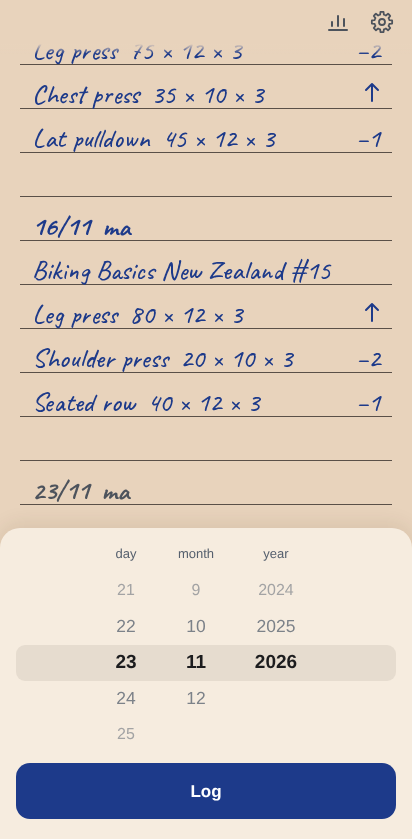 Leg press 75 × 12 × 3 –2
Chest press 35 × 10 × 3 ↑
Lat pulldown 45 × 12 × 3 –1
16/11 ma
Biking Basics New Zealand #15
Leg press 80 × 12 × 3 ↑
Shoulder press 20 × 10 × 3 –2
Seated row 40 × 12 × 3 –1
23/11 ma
day month year
21 9 2024
22 10 2025
23 11 2026
24 12
25
Log